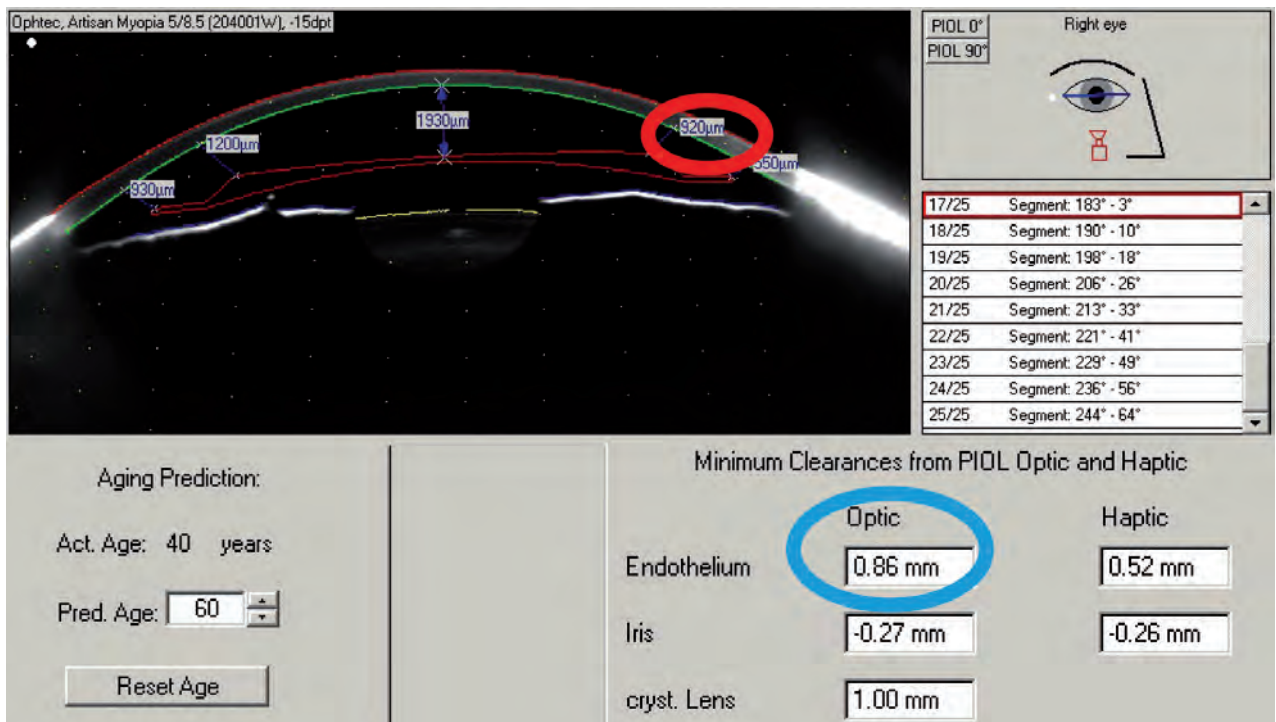 Ophtec, Artisan Myopia 5/8.5 (204001W), -15dpt
1930µm
920µm
1200µm
550µm
930µm
PIOL 0°
PIOL 90°
Right eye
17/25 Segment: 183° - 3°
18/25 Segment: 190° - 10°
19/25 Segment: 198° - 18°
20/25 Segment: 206° - 26°
21/25 Segment: 213° - 33°
22/25 Segment: 221° - 41°
23/25 Segment: 229° - 49°
24/25 Segment: 236° - 56°
25/25 Segment: 244° - 64°
Aging Prediction:
Act. Age: 40 years
Pred. Age: 60
Reset Age
Minimum Clearances from PIOL Optic and Haptic
Optic Haptic
Endothelium 0.86 mm 0.52 mm
Iris -0.27 mm -0.26 mm
cryst. Lens 1.00 mm